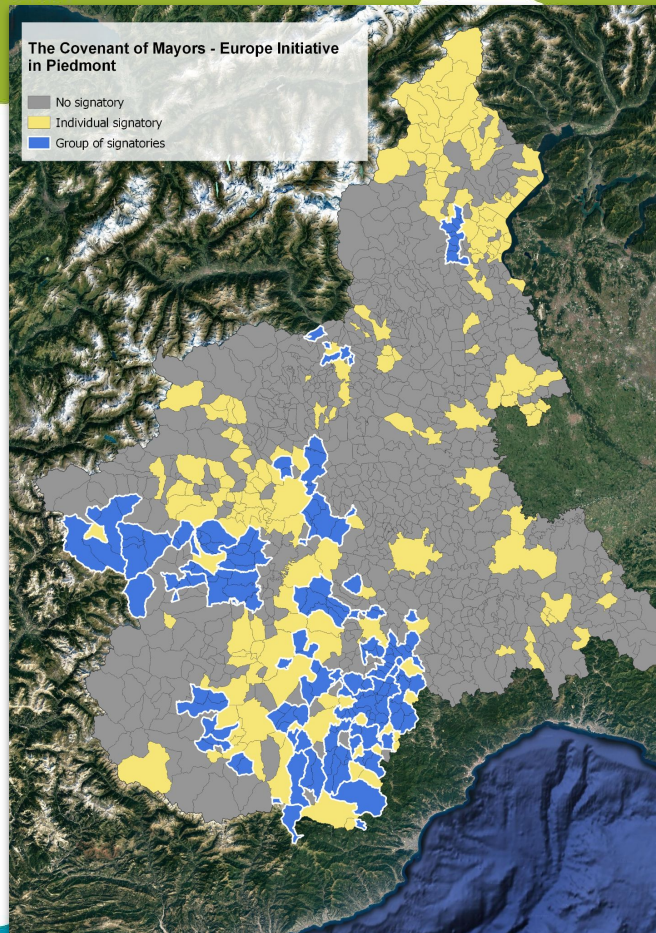 The Covenant of Mayors - Europe Initiative
in Piedmont
No signatory
Individual signatory
Group of signatories